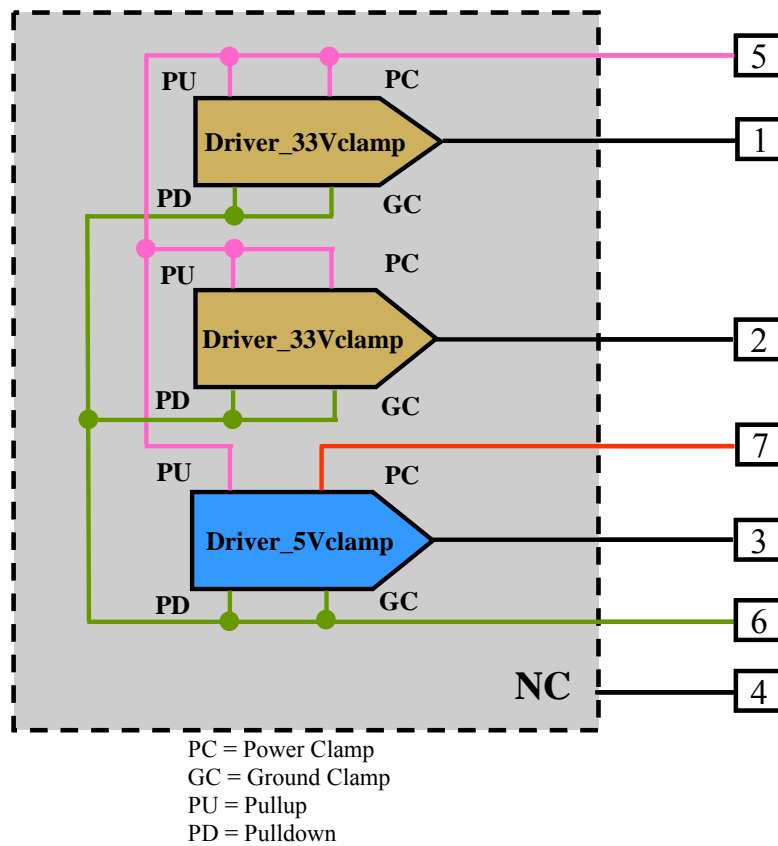 5
PU
PC
Driver_33Vclamp
1
PD
GC
PU
PC
Driver_33Vclamp
2
PD
GC
7
PU
PC
Driver_5Vclamp
3
PD
GC
6
NC
4
PC = Power Clamp
GC = Ground Clamp
PU = Pullup
PD = Pulldown